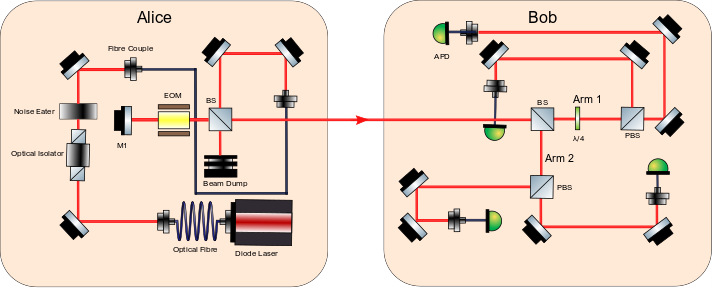 Alice
Bob
Fibre Couple
APD
Noise Eater
EOM
BS
M1
Optical Isolator
Beam Dump
Optical Fibre
Diode Laser
BS
Arm 1
λ/4
PBS
Arm 2
PBS